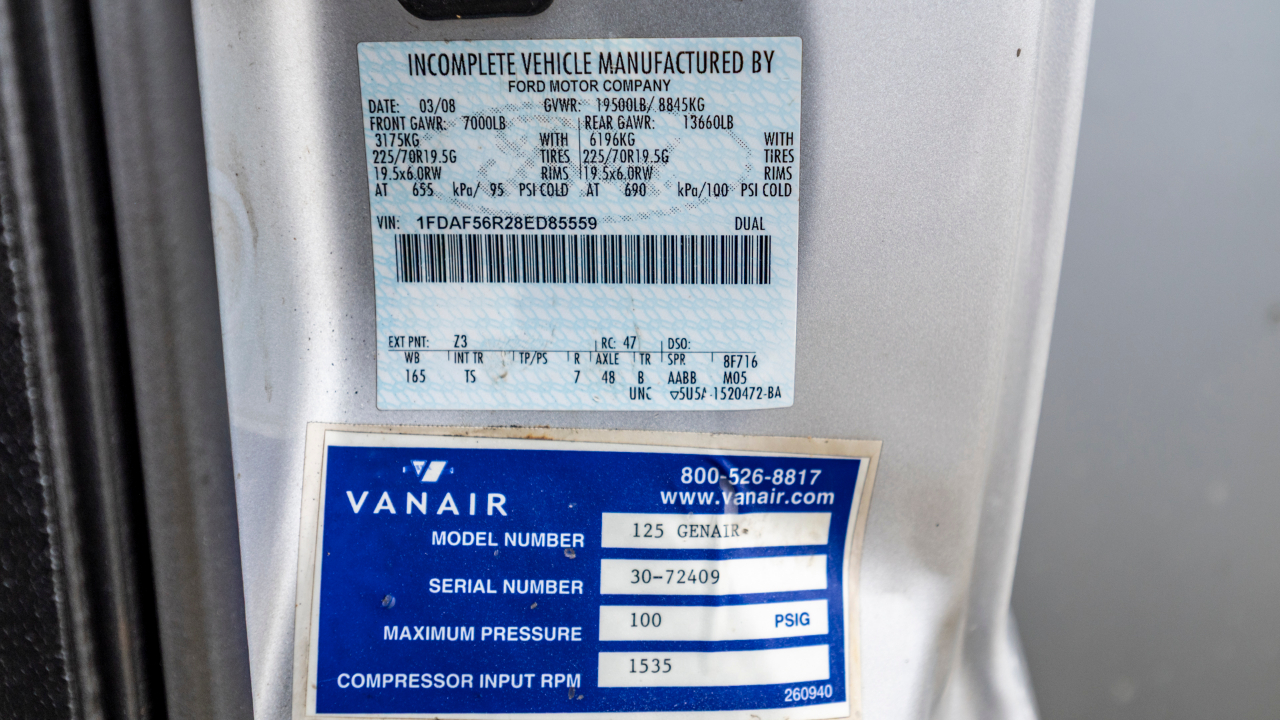 INCOMPLETE VEHICLE MANUFACTURED BY
FORD MOTOR COMPANY
DATE: 03/08 GVWR: 19500LB/ 8845KG
FRONT GAWR: 7000LB REAR GAWR: 13660LB
3175KG WITH 6196KG WITH
225/70R19.5G TIRES 225/70R19.5G TIRES
19.5x6.0RW RIMS 19.5x6.0RW RIMS
AT 655 kPa/ 95 PSI COLD AT 690 kPa/100 PSI COLD
VIN: 1FDAF56R28ED85559 DUAL
EXT PNT: Z3 RC: 47 DSO:
WB INT TR TP/PS R AXLE TR SPR 8F716
165 TS 7 48 B AABB M05
UNC ▽5U5A-1520472-BA
VANAIR
800-526-8817
www.vanair.com
MODEL NUMBER 125 GENAIR
SERIAL NUMBER 30-72409
MAXIMUM PRESSURE 100 PSIG
COMPRESSOR INPUT RPM 1535
260940